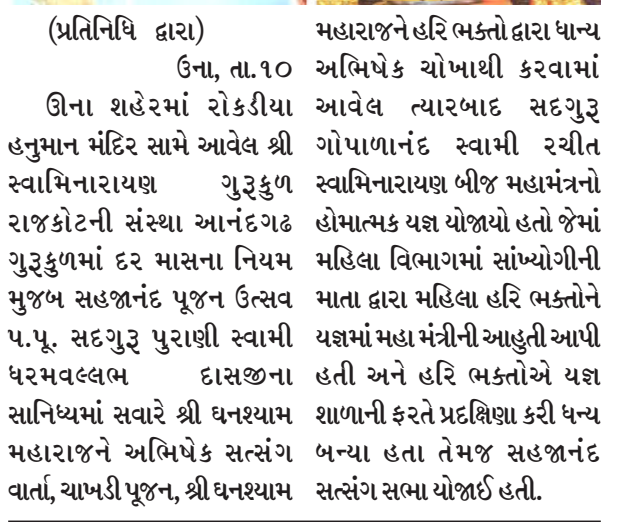 (પ્રતિનિધિ દ્વારા)
ઉના, તા.૧૦
ઊના શહેરમાં રોકડીયા
હનુમાન મંદિર સામે આવેલ શ્રી
સ્વામિનારાયણ ગુરૂકુળ
રાજકોટની સંસ્થા આનંદગઢ
ગુરૂકુળમાં દર માસના નિયમ
મુજબ સહજાનંદ પૂજન ઉત્સવ
પ.પૂ. સદગુરૂ પુરાણી સ્વામી
ધરમવલ્લભ દાસજીના
સાનિધ્યમાં સવારે શ્રી ઘનશ્યામ
મહારાજને અભિષેક સત્સંગ
વાર્તા, ચાખડી પૂજન, શ્રી ઘનશ્યામ
મહારાજને હરિ ભક્તો દ્વારા ધાન્ય
અભિષેક ચોખાથી કરવામાં
આવેલ ત્યારબાદ સદગુરૂ
ગોપાળાનંદ સ્વામી રચીત
સ્વામિનારાયણ બીજ મહામંત્રનો
હોમાત્મક યજ્ઞ યોજાયો હતો જેમાં
મહિલા વિભાગમાં સાંખ્યોગીની
માતા દ્વારા મહિલા હરિ ભક્તોને
યજ્ઞમાં મહા મંત્રીની આહુતી આપી
હતી અને હરિ ભક્તોએ યજ્ઞ
શાળાની ફરતે પ્રદક્ષિણા કરી ધન્ય
બન્યા હતા તેમજ સહજાનંદ
સત્સંગ સભા યોજાઈ હતી.